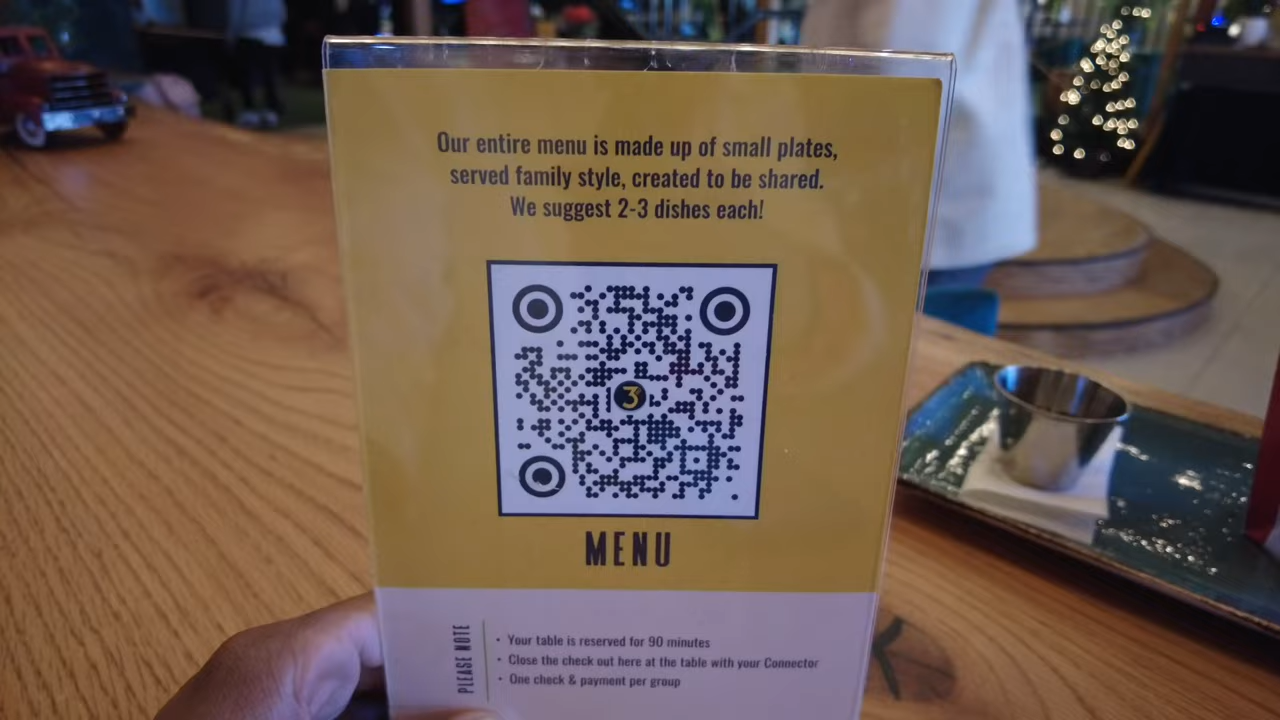 Our entire menu is made up of small plates,
served family style, created to be shared.
We suggest 2-3 dishes each!
3
MENU
PLEASE NOTE
• Your table is reserved for 90 minutes
• Close the check out here at the table with your Connector
• One check & payment per group